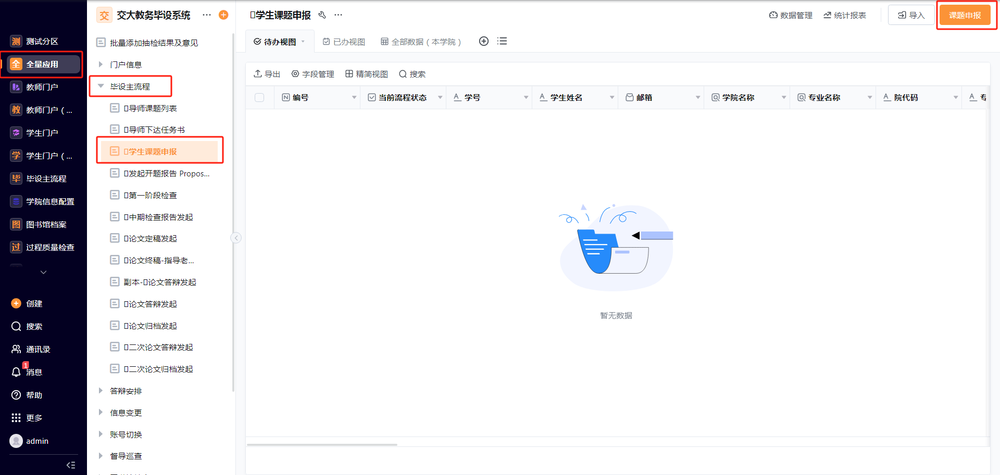 测 测试分区
全 全量应用
教师门户
教 教师门户 ( ...
学生门户
学 学生门户 ( ...
毕 毕设主流程
学院信息配置
图 图书馆档案
过 过程质量检查
创建
搜索
通讯录
1
消息
帮助
更多
admin
交 交大教务毕设系统
批量添加抽检结果及意见
门户信息
毕设主流程
导师课题列表
导师下达任务书
学生课题申报
发起开题报告 Propos...
第一阶段检查
中期检查报告发起
论文定稿发起
论文终稿-指导老...
副本-论文答辩发起
论文答辩发起
论文归档发起
二次论文答辩发起
二次论文归档发起
答辩安排
信息变更
账号切换
督导巡查
学生课题申报
数据管理 统计报表 导入 课题申报
待办视图 已办视图 全部数据（本学院）
导出 字段管理 精简视图 搜索
编号 当前流程状态 学号 学生姓名 邮箱 学院名称 专业名称 院代码 专
暂无数据